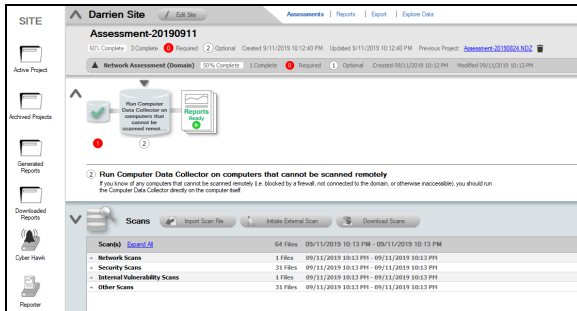 SITE
Active Project
Archived Projects
Generated
Reports
Downloaded
Reports
Cyber Hawk
Reporter
Darrien Site / Edit Site Assessments | Reports | Export | Explore Data
Assessment-20190911
60% Complete 3 Complete 0 Required 2 Optional Created 9/11/2019 10:12:40 PM Updated 9/11/2019 10:12:40 PM Previous Project: Assessment-20190824.NDZ
Network Assessment (Domain) 50% Complete 1 Complete 0 Required 1 Optional Created 09/11/2019 10:12 PM Modified 09/11/2019 10:12 PM
Run Computer
Data Collector on
computers that
cannot be
scanned remot...
Reports
Ready
1
2
2 Run Computer Data Collector on computers that cannot be scanned remotely
If you know of any computers that cannot be scanned remotely (i.e. blocked by a firewall, not connected to the domain, or otherwise inaccessible), you should run
the Computer Data Collector directly on the computer itself.
Scans Import Scan File Initiate External Scan Download Scans
Scan(s) Expand All 64 Files 09/11/2019 10:13 PM - 09/11/2019 10:13 PM
Network Scans 1 Files 09/11/2019 10:13 PM - 09/11/2019 10:13 PM
Security Scans 31 Files 09/11/2019 10:13 PM - 09/11/2019 10:13 PM
Internal Vulnerability Scans 1 Files 09/11/2019 10:13 PM - 09/11/2019 10:13 PM
Other Scans 31 Files 09/11/2019 10:13 PM - 09/11/2019 10:13 PM